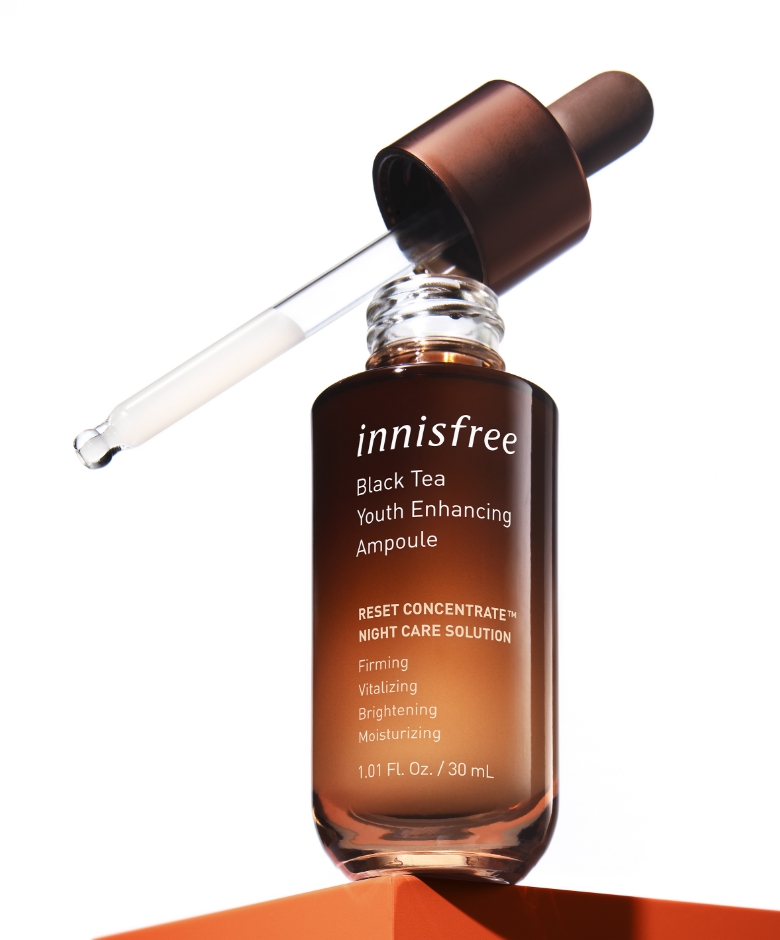 innisfree
Black Tea
Youth Enhancing
Ampoule
RESET CONCENTRATE™
NIGHT CARE SOLUTION
Firming
Vitalizing
Brightening
Moisturizing
1.01 Fl. Oz. / 30 mL